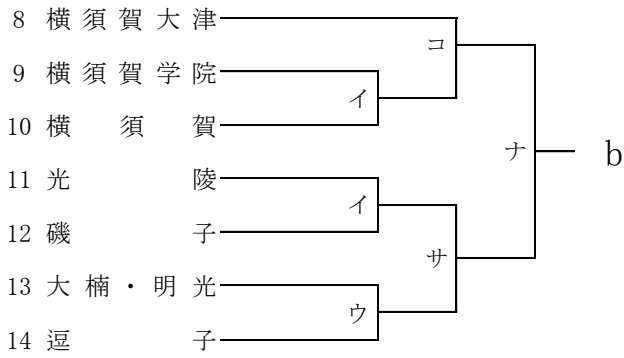 8 横須賀大津
コ
9 横須賀学院
イ
10 横須賀
ナ b
11 光陵
イ
12 磯子
サ
13 大楠・明光
ウ
14 逗子